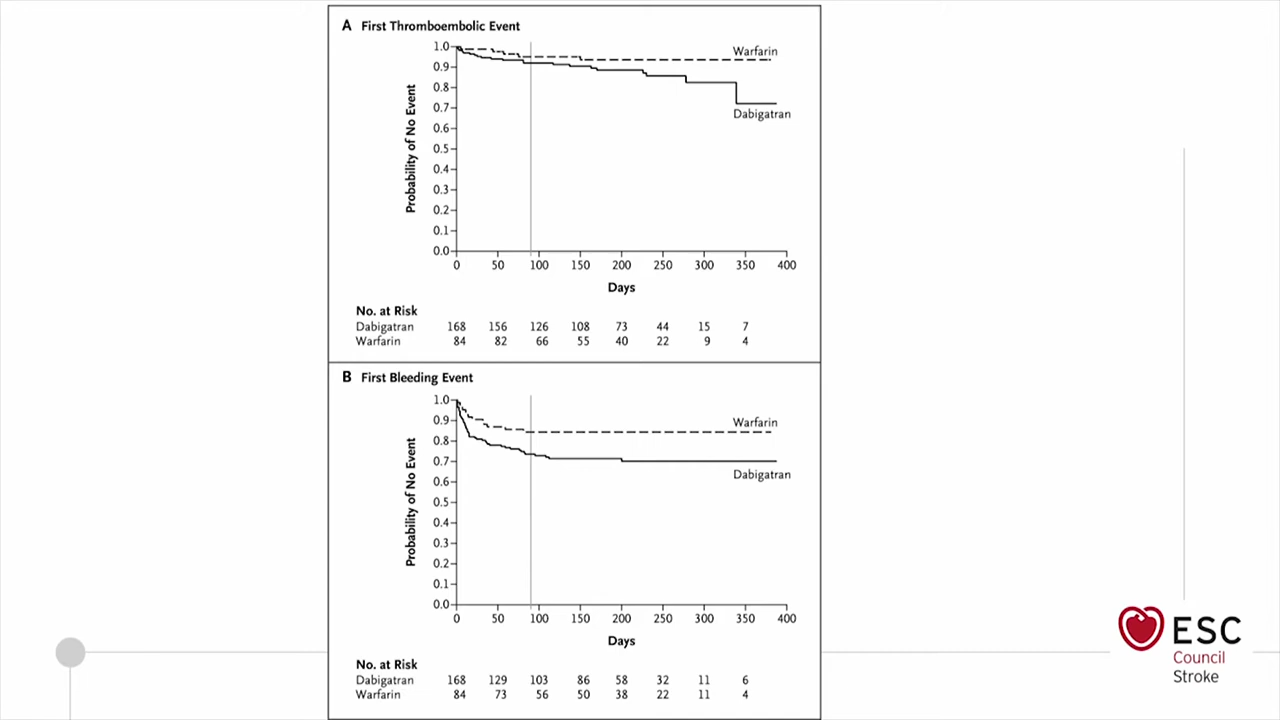 A First Thromboembolic Event
1.0
0.9
0.8
0.7
0.6
0.5
0.4
0.3
0.2
0.1
0.0
Probability of No Event
Warfarin
Dabigatran
0 50 100 150 200 250 300 350 400
Days
No. at Risk
Dabigatran 168 156 126 108 73 44 15 7
Warfarin 84 82 66 55 40 22 9 4
B First Bleeding Event
1.0
0.9
0.8
0.7
0.6
0.5
0.4
0.3
0.2
0.1
0.0
Probability of No Event
Warfarin
Dabigatran
0 50 100 150 200 250 300 350 400
Days
No. at Risk
Dabigatran 168 129 103 86 58 32 11 6
Warfarin 84 73 56 50 38 22 11 4
ESC
Council
Stroke